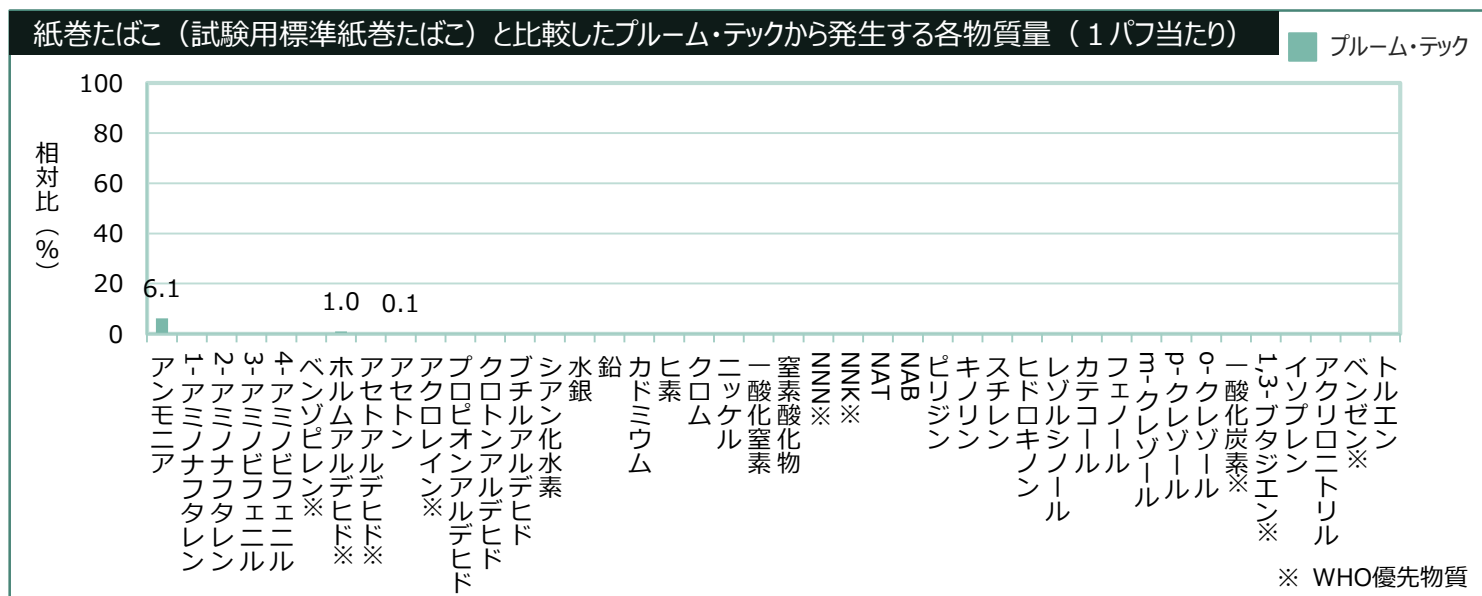 紙巻たばこ（試験用標準紙巻たばこ）と比較したプルーム・テックから発生する各物質量（１パフ当たり）
プルーム・テック
相対比（％）
100
80
60
40
20
0
6.1
1.0
0.1
アンモニア
1-アミノナフタレン
2-アミノナフタレン
3-アミノビフェニル
4-アミノビフェニル
ベンゾピレン※
ホルムアルデヒド※
アセトアルデヒド※
アセトン
アクロレイン※
プロピオンアルデヒド
クロトンアルデヒド
ブチルアルデヒド
シアン化水素
水銀
鉛
カドミウム
ヒ素
クロム
ニッケル
一酸化窒素
窒素酸化物
NNN※
NNK※
NAT
NAB
ピリジン
キノリン
スチレン
ヒドロキノン
レゾルシノール
カテコール
フェノール
m-クレゾール
p-クレゾール
o-クレゾール
一酸化炭素※
1,3-ブタジエン※
イソプレン
アクリロニトリル
ベンゼン※
トルエン
※ WHO優先物質